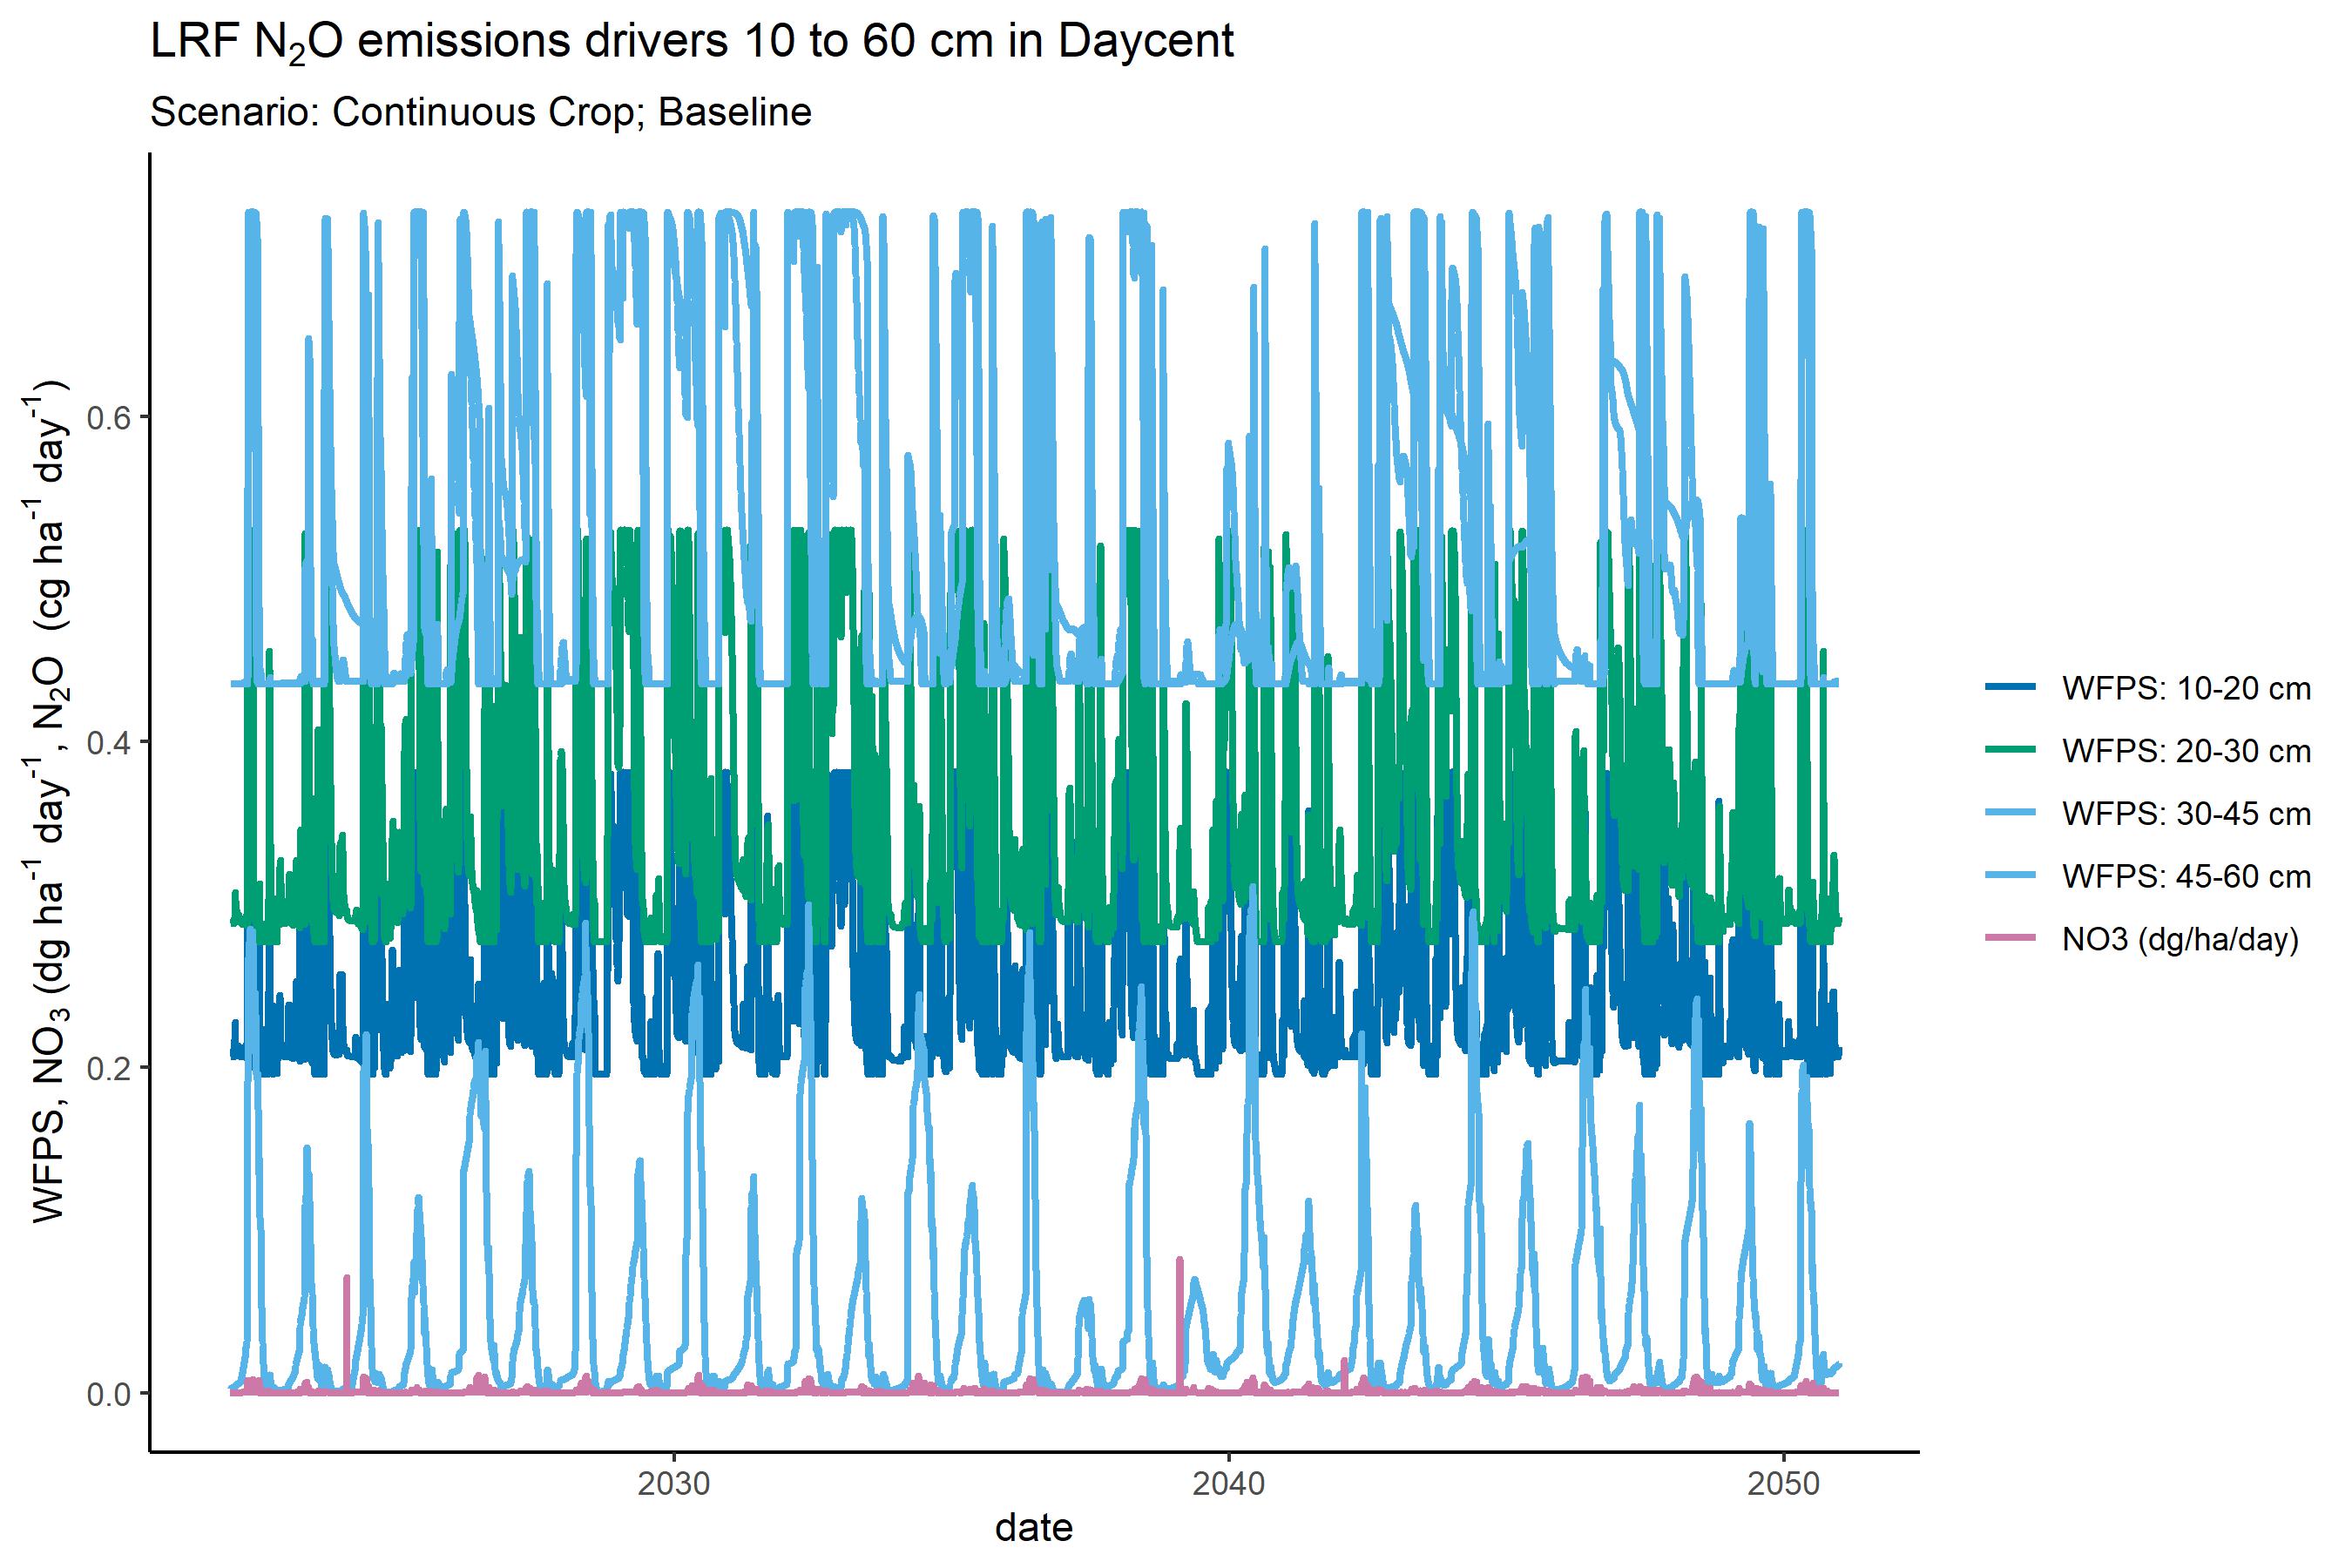 LRF N₂O emissions drivers 10 to 60 cm in Daycent
Scenario: Continuous Crop; Baseline
WFPS, NO₃ (dg ha⁻¹ day⁻¹, N₂O (cg ha⁻¹ day⁻¹)
0.6
0.4
0.2
0.0
2030
2040
2050
date
WFPS: 10-20 cm
WFPS: 20-30 cm
WFPS: 30-45 cm
WFPS: 45-60 cm
NO3 (dg/ha/day)